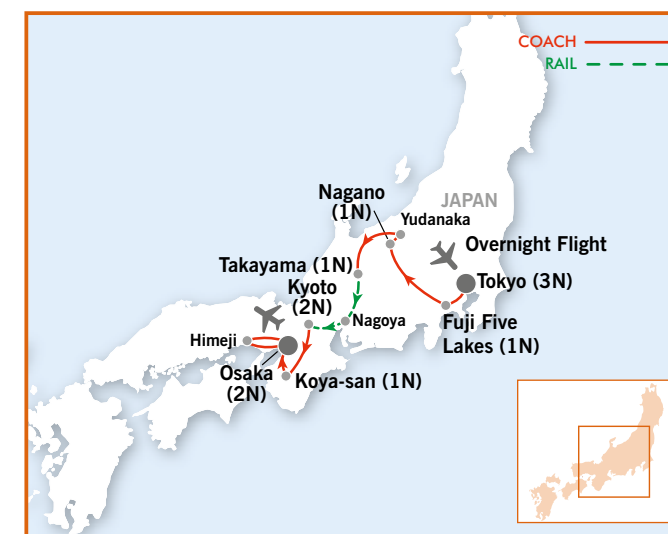 COACH
RAIL
Nagano
(1N)
JAPAN
Yudanaka
Overnight Flight
Takayama (1N)
Tokyo (3N)
Kyoto
(2N)
Nagoya
Fuji Five
Lakes (1N)
Himeji
Osaka
(2N)
Koya-san (1N)